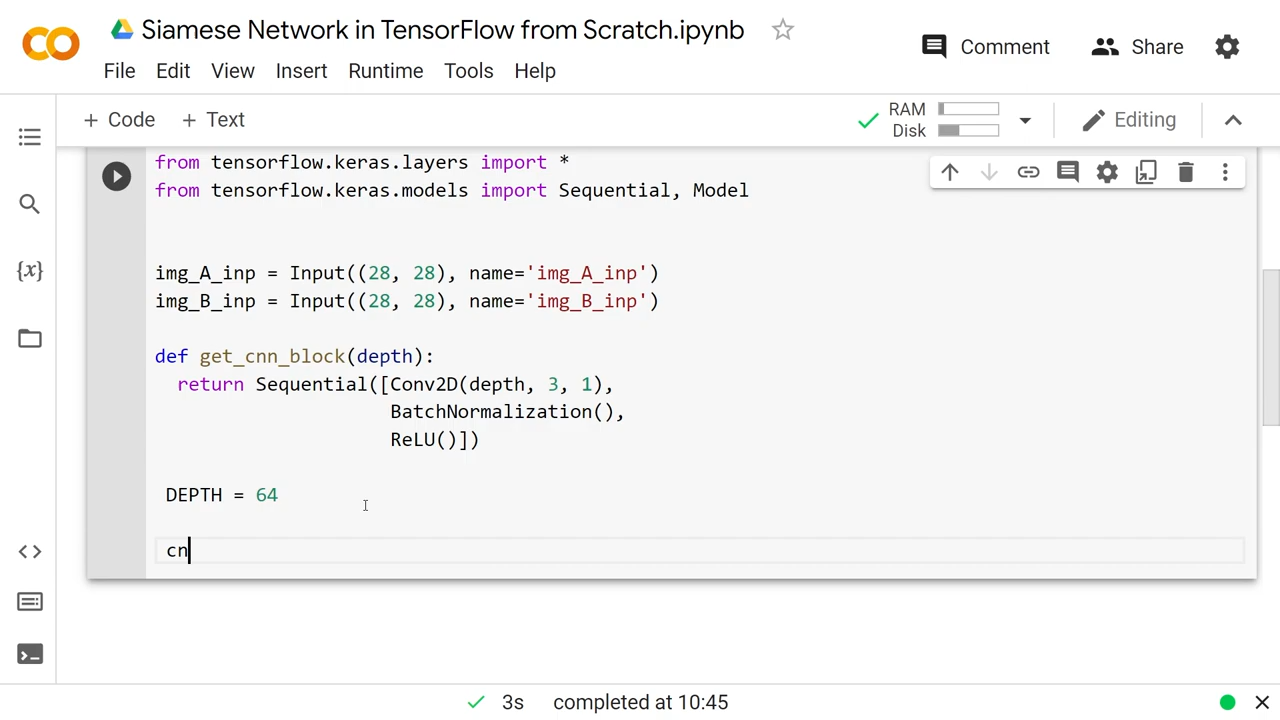 Siamese Network in TensorFlow from Scratch.ipynb
Comment
Share
File Edit View Insert Runtime Tools Help
+ Code + Text
RAM
Disk
Editing
from tensorflow.keras.layers import *
from tensorflow.keras.models import Sequential, Model
img_A_inp = Input((28, 28), name='img_A_inp')
img_B_inp = Input((28, 28), name='img_B_inp')
def get_cnn_block(depth):
return Sequential([Conv2D(depth, 3, 1),
BatchNormalization(),
ReLU()])
DEPTH = 64
cn
3s completed at 10:45